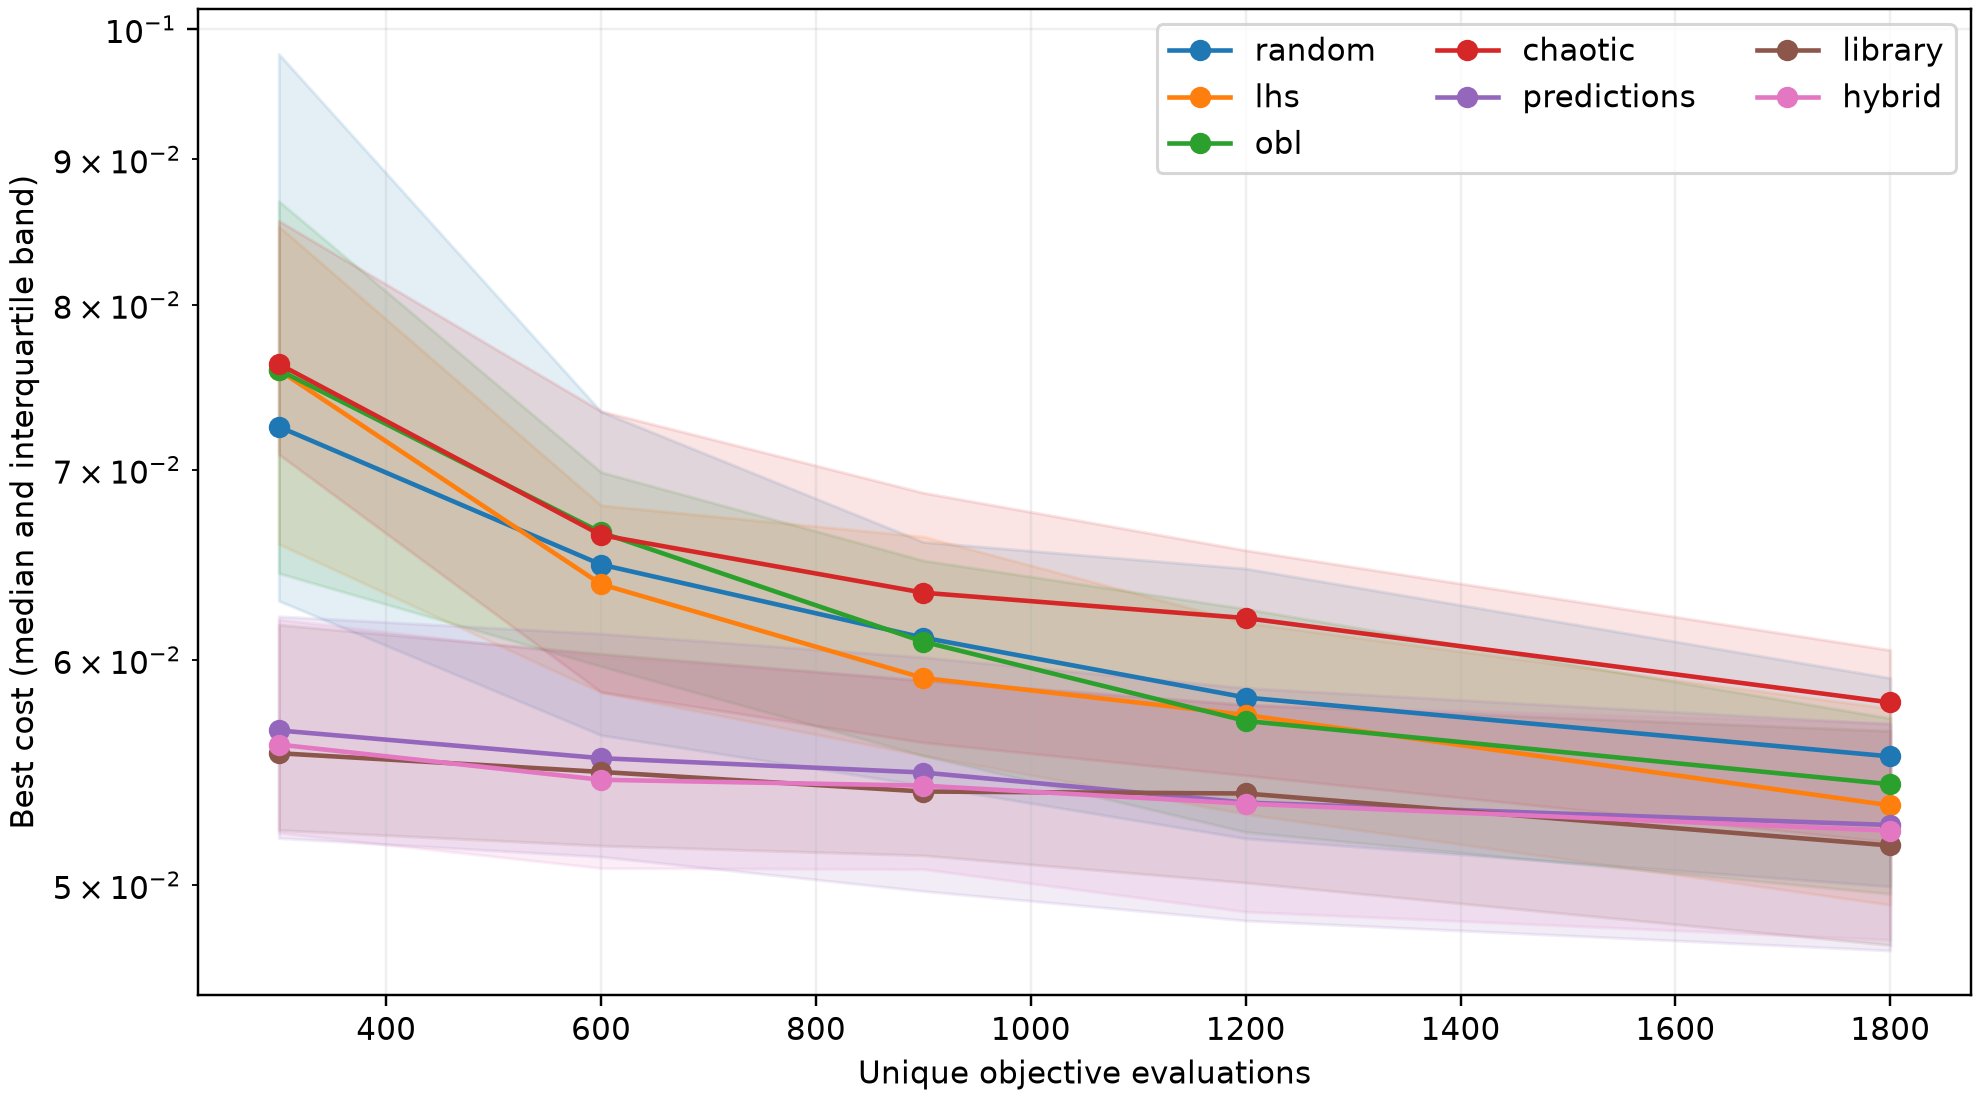 10⁻¹
9 × 10⁻²
8 × 10⁻²
7 × 10⁻²
6 × 10⁻²
5 × 10⁻²
Best cost (median and interquartile band)
random
lhs
obl
chaotic
predictions
library
hybrid
400 600 800 1000 1200 1400 1600 1800
Unique objective evaluations